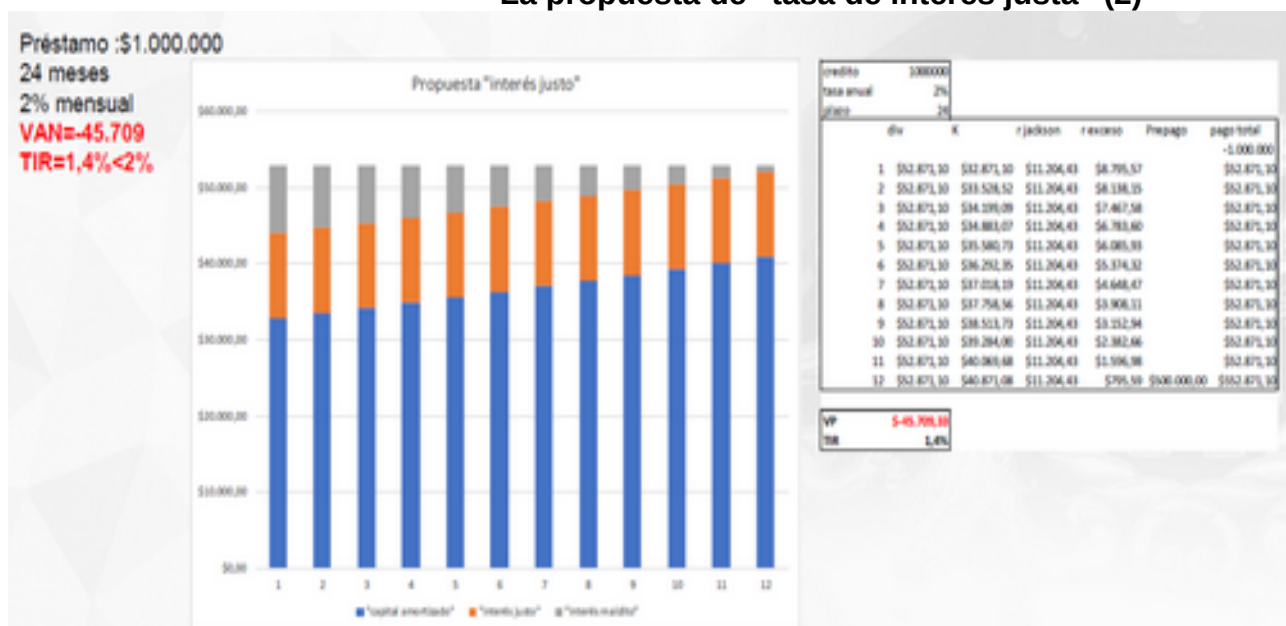 La propuesta de "tasa de interés justa" (2)
Préstamo :$1.000.000
24 meses
2% mensual
VAN=-45.709
TIR=1,4%<2%
Propuesta "interés justo"
$60.000,00
$50.000,00
$40.000,00
$30.000,00
$20.000,00
$10.000,00
$0,00
1 2 3 4 5 6 7 8 9 10 11 12
"capital amortizado" "interés justo" "interés maldito"
credito 1000000
tasa anual 2%
plazo 24
div K r jackson r exceso Prepago pago total
-1.000.000
1 $52.871,10 $32.871,10 $11.204,43 $8.795,57 $52.871,10
2 $52.871,10 $33.528,52 $11.204,43 $8.138,15 $52.871,10
3 $52.871,10 $34.199,09 $11.204,43 $7.467,58 $52.871,10
4 $52.871,10 $34.883,07 $11.204,43 $6.783,60 $52.871,10
5 $52.871,10 $35.580,73 $11.204,43 $6.085,93 $52.871,10
6 $52.871,10 $36.292,35 $11.204,43 $5.374,32 $52.871,10
7 $52.871,10 $37.018,19 $11.204,43 $4.648,47 $52.871,10
8 $52.871,10 $37.758,56 $11.204,43 $3.908,11 $52.871,10
9 $52.871,10 $38.513,73 $11.204,43 $3.152,94 $52.871,10
10 $52.871,10 $39.284,00 $11.204,43 $2.382,66 $52.871,10
11 $52.871,10 $40.069,68 $11.204,43 $1.596,98 $52.871,10
12 $52.871,10 $40.871,08 $11.204,43 $795,59 $500.000,00 $552.871,10
VP
TIR 1,4%